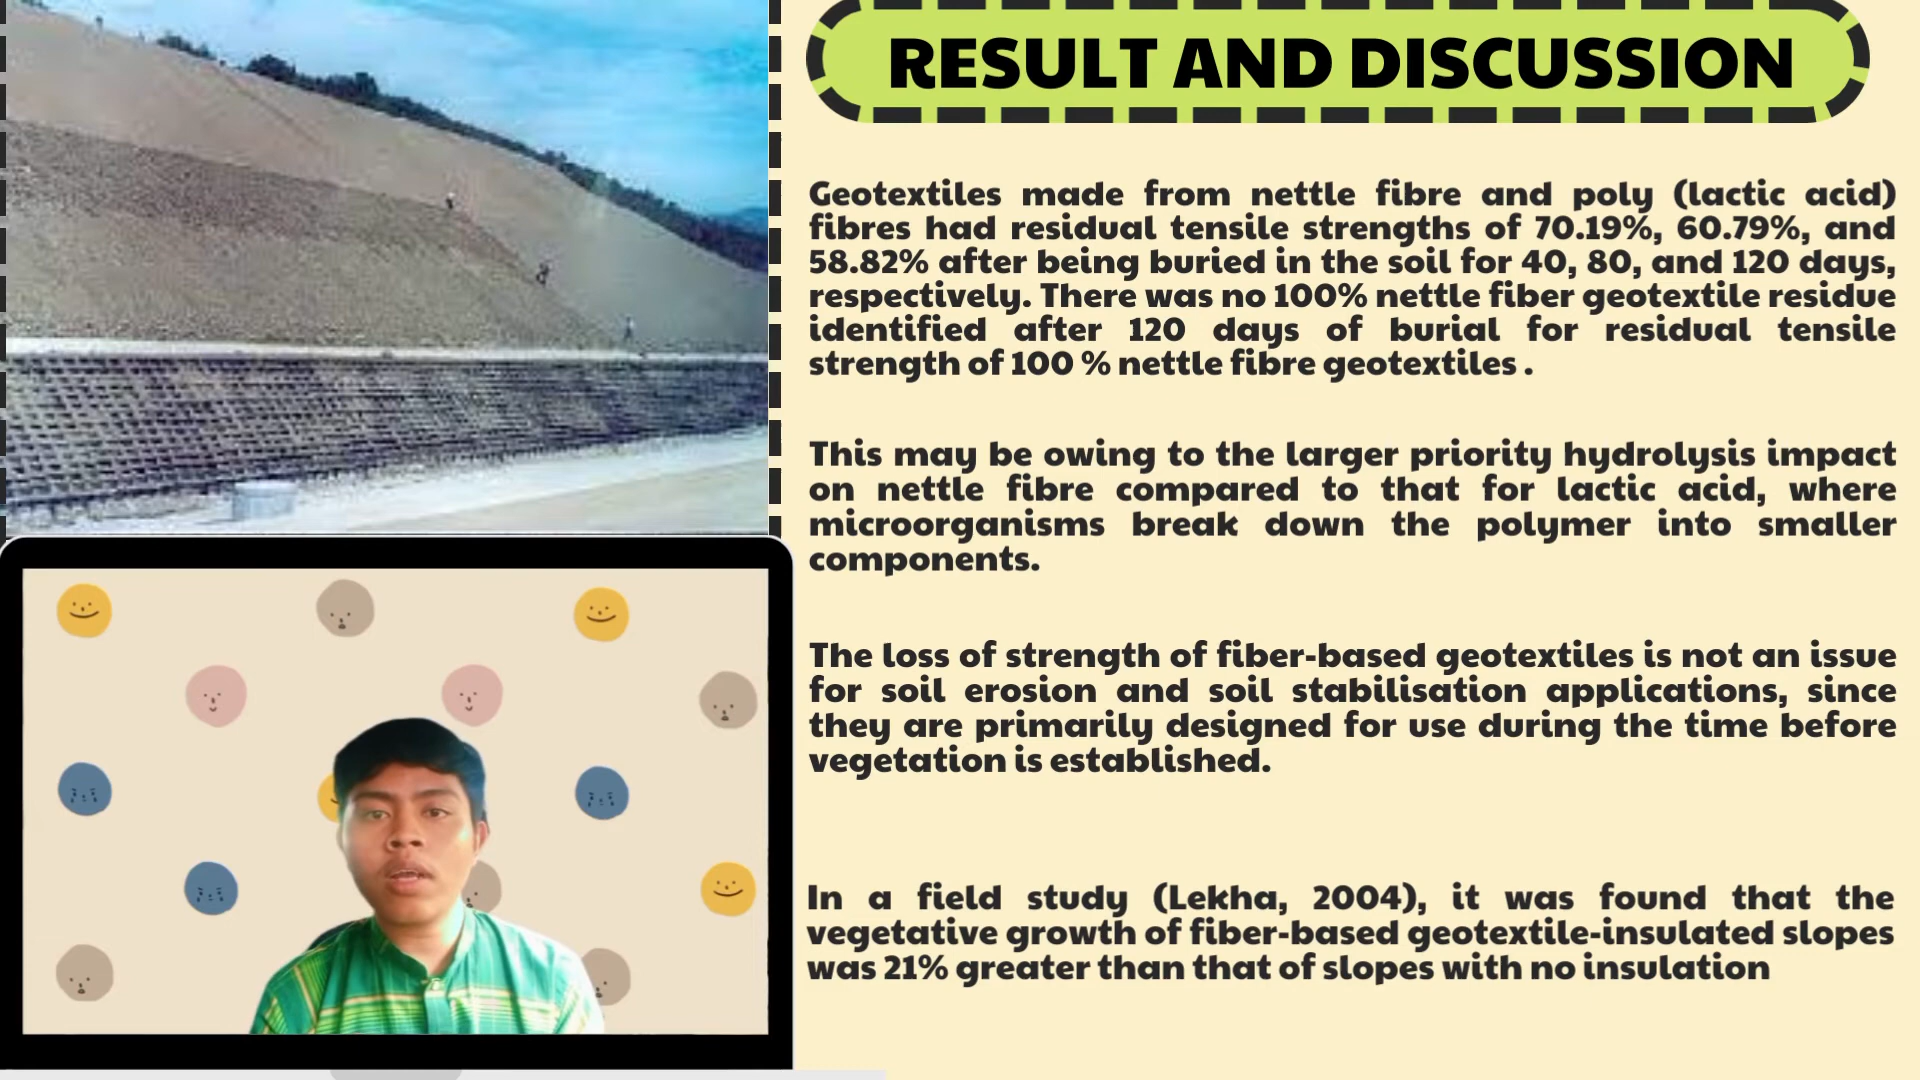 RESULT AND DISCUSSION
Geotextiles made from nettle fibre and poly (lactic acid)
fibres had residual tensile strengths of 70.19%, 60.79%, and
58.82% after being buried in the soil for 40, 80, and 120 days,
respectively. There was no 100% nettle fiber geotextile residue
identified after 120 days of burial for residual tensile
strength of 100 % nettle fibre geotextiles .
This may be owing to the larger priority hydrolysis impact
on nettle fibre compared to that for lactic acid, where
microorganisms break down the polymer into smaller
components.
The loss of strength of fiber-based geotextiles is not an issue
for soil erosion and soil stabilisation applications, since
they are primarily designed for use during the time before
vegetation is established.
In a field study (Lekha, 2004), it was found that the
vegetative growth of fiber-based geotextile-insulated slopes
was 21% greater than that of slopes with no insulation